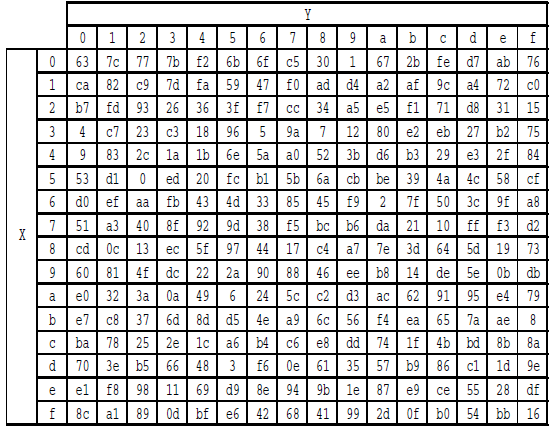 Y
0 1 2 3 4 5 6 7 8 9 a b c d e f
0 63 7c 77 7b f2 6b 6f c5 30 1 67 2b fe d7 ab 76
1 ca 82 c9 7d fa 59 47 f0 ad d4 a2 af 9c a4 72 c0
2 b7 fd 93 26 36 3f f7 cc 34 a5 e5 f1 71 d8 31 15
3 4 c7 23 c3 18 96 5 9a 7 12 80 e2 eb 27 b2 75
4 9 83 2c 1a 1b 6e 5a a0 52 3b d6 b3 29 e3 2f 84
5 53 d1 0 ed 20 fc b1 5b 6a cb be 39 4a 4c 58 cf
6 d0 ef aa fb 43 4d 33 85 45 f9 2 7f 50 3c 9f a8
X 7 51 a3 40 8f 92 9d 38 f5 bc b6 da 21 10 ff f3 d2
8 cd 0c 13 ec 5f 97 44 17 c4 a7 7e 3d 64 5d 19 73
9 60 81 4f dc 22 2a 90 88 46 ee b8 14 de 5e 0b db
a e0 32 3a 0a 49 6 24 5c c2 d3 ac 62 91 95 e4 79
b e7 c8 37 6d 8d d5 4e a9 6c 56 f4 ea 65 7a ae 8
c ba 78 25 2e 1c a6 b4 c6 e8 dd 74 1f 4b bd 8b 8a
d 70 3e b5 66 48 3 f6 0e 61 35 57 b9 86 c1 1d 9e
e e1 f8 98 11 69 d9 8e 94 9b 1e 87 e9 ce 55 28 df
f 8c a1 89 0d bf e6 42 68 41 99 2d 0f b0 54 bb 16